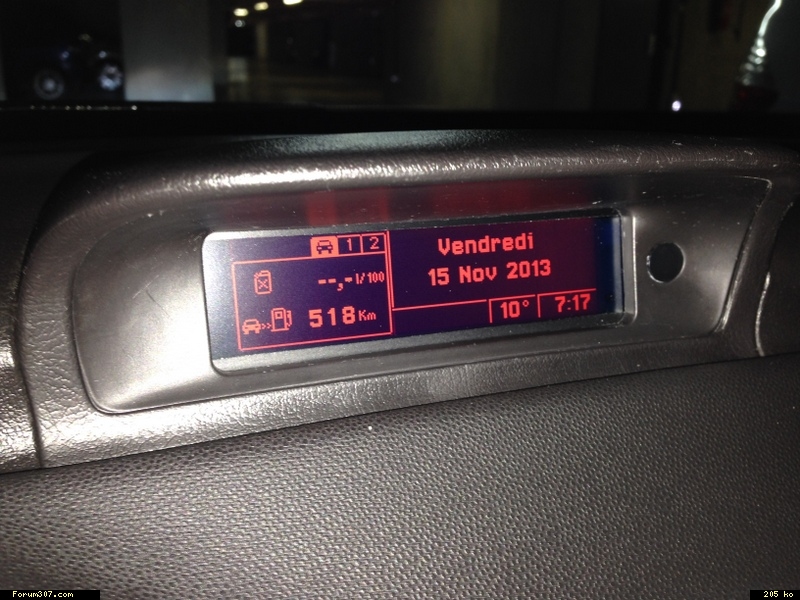 1 2
--,- l/100
518 Km
Vendredi
15 Nov 2013
10° 7:17
Forum307.com
205 ko